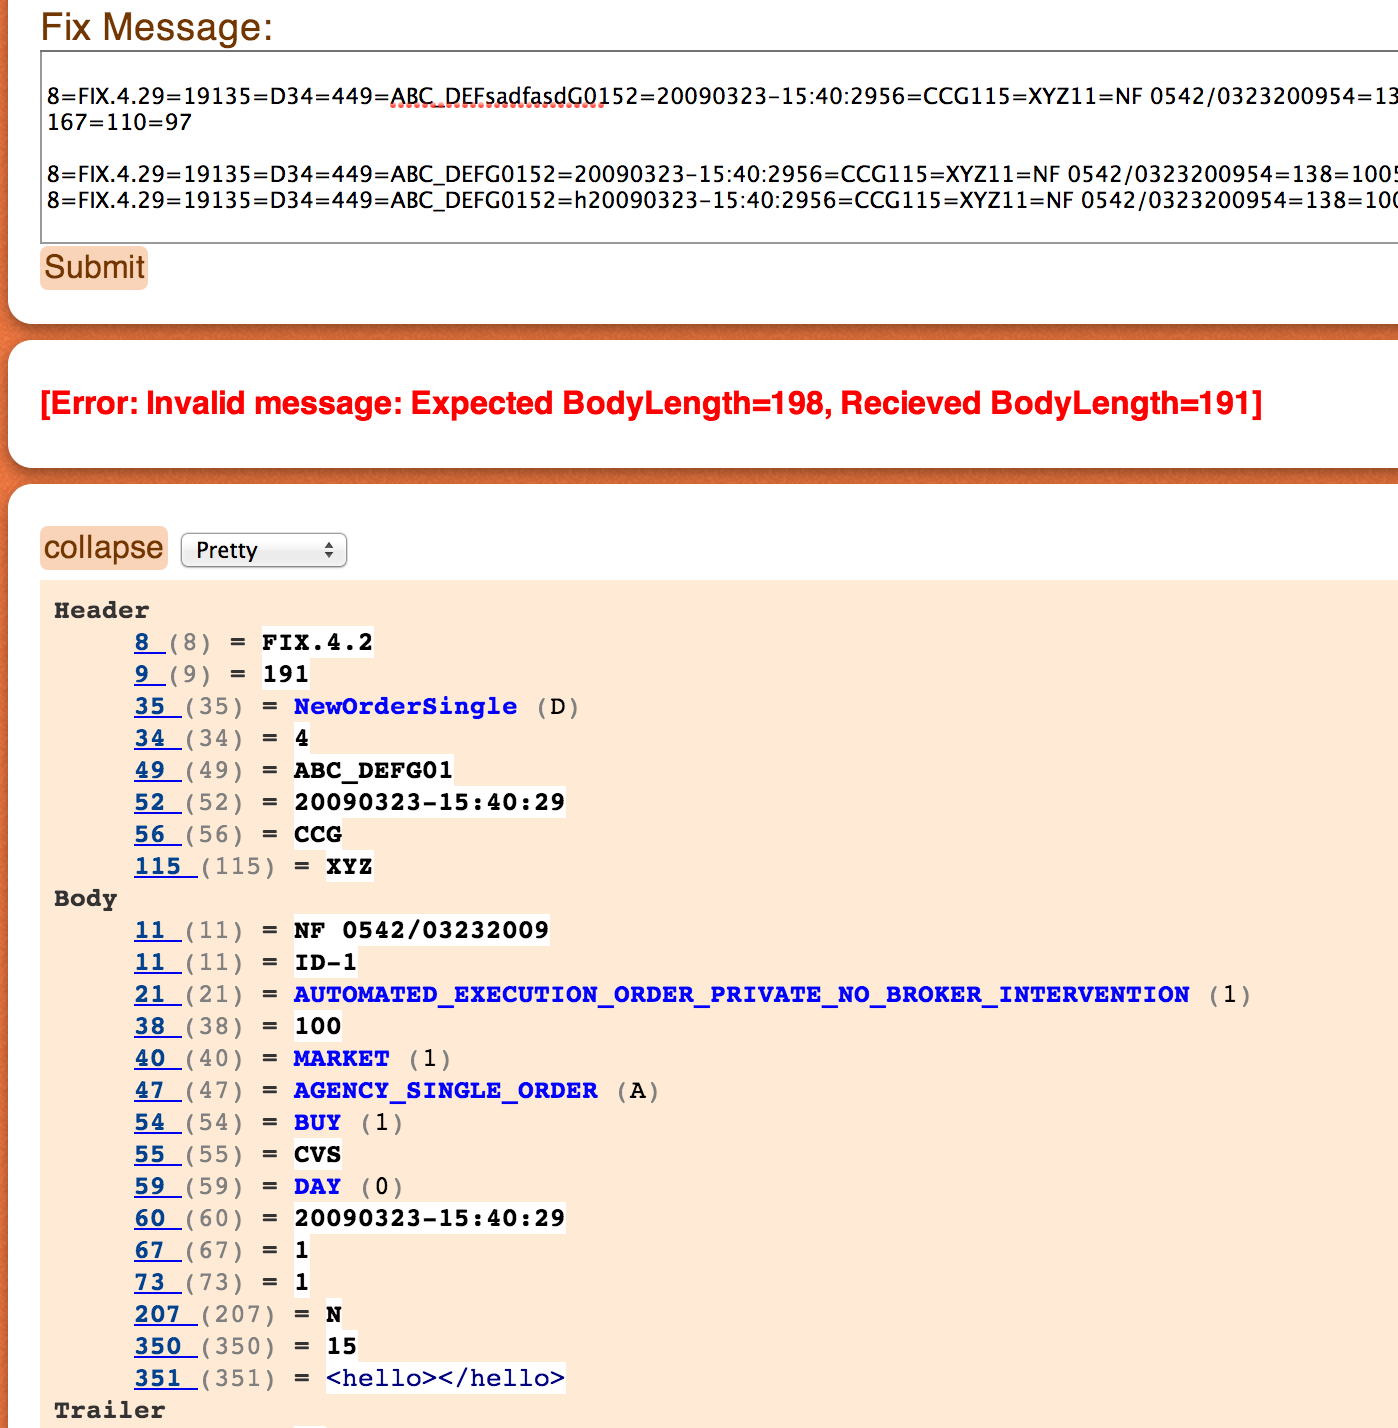 Fix Message:
8=FIX.4.29=19135=D34=449=ABC_DEFsadfasdG0152=20090323-15:40:2956=CCG115=XYZ11=NF 0542/0323200954=13
167=110=97
8=FIX.4.29=19135=D34=449=ABC_DEFG0152=20090323-15:40:2956=CCG115=XYZ11=NF 0542/0323200954=138=1005
8=FIX.4.29=19135=D34=449=ABC_DEFG0152=h20090323-15:40:2956=CCG115=XYZ11=NF 0542/0323200954=138=100
Submit
[Error: Invalid message: Expected BodyLength=198, Recieved BodyLength=191]
collapse Pretty
Header
8 (8) = FIX.4.2
9 (9) = 191
35 (35) = NewOrderSingle (D)
34 (34) = 4
49 (49) = ABC_DEFG01
52 (52) = 20090323-15:40:29
56 (56) = CCG
115 (115) = XYZ
Body
11 (11) = NF 0542/03232009
11 (11) = ID-1
21 (21) = AUTOMATED_EXECUTION_ORDER_PRIVATE_NO_BROKER_INTERVENTION (1)
38 (38) = 100
40 (40) = MARKET (1)
47 (47) = AGENCY_SINGLE_ORDER (A)
54 (54) = BUY (1)
55 (55) = CVS
59 (59) = DAY (0)
60 (60) = 20090323-15:40:29
67 (67) = 1
73 (73) = 1
207 (207) = N
350 (350) = 15
351 (351) = <hello></hello>
Trailer